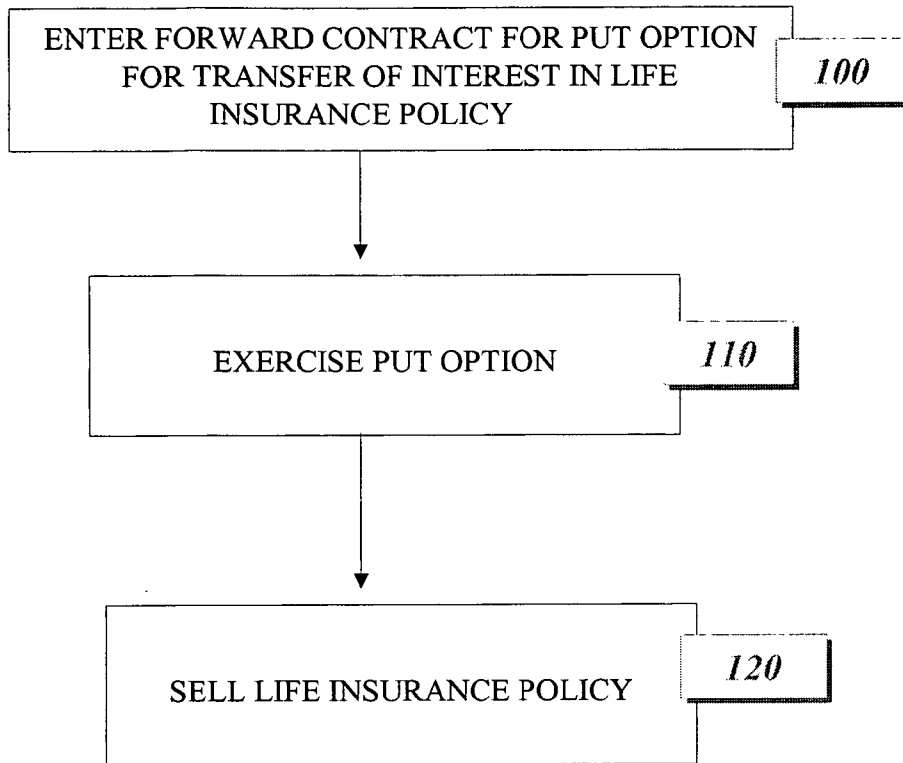 ENTER FORWARD CONTRACT FOR PUT OPTION
FOR TRANSFER OF INTEREST IN LIFE
INSURANCE POLICY
100
EXERCISE PUT OPTION
110
SELL LIFE INSURANCE POLICY
120